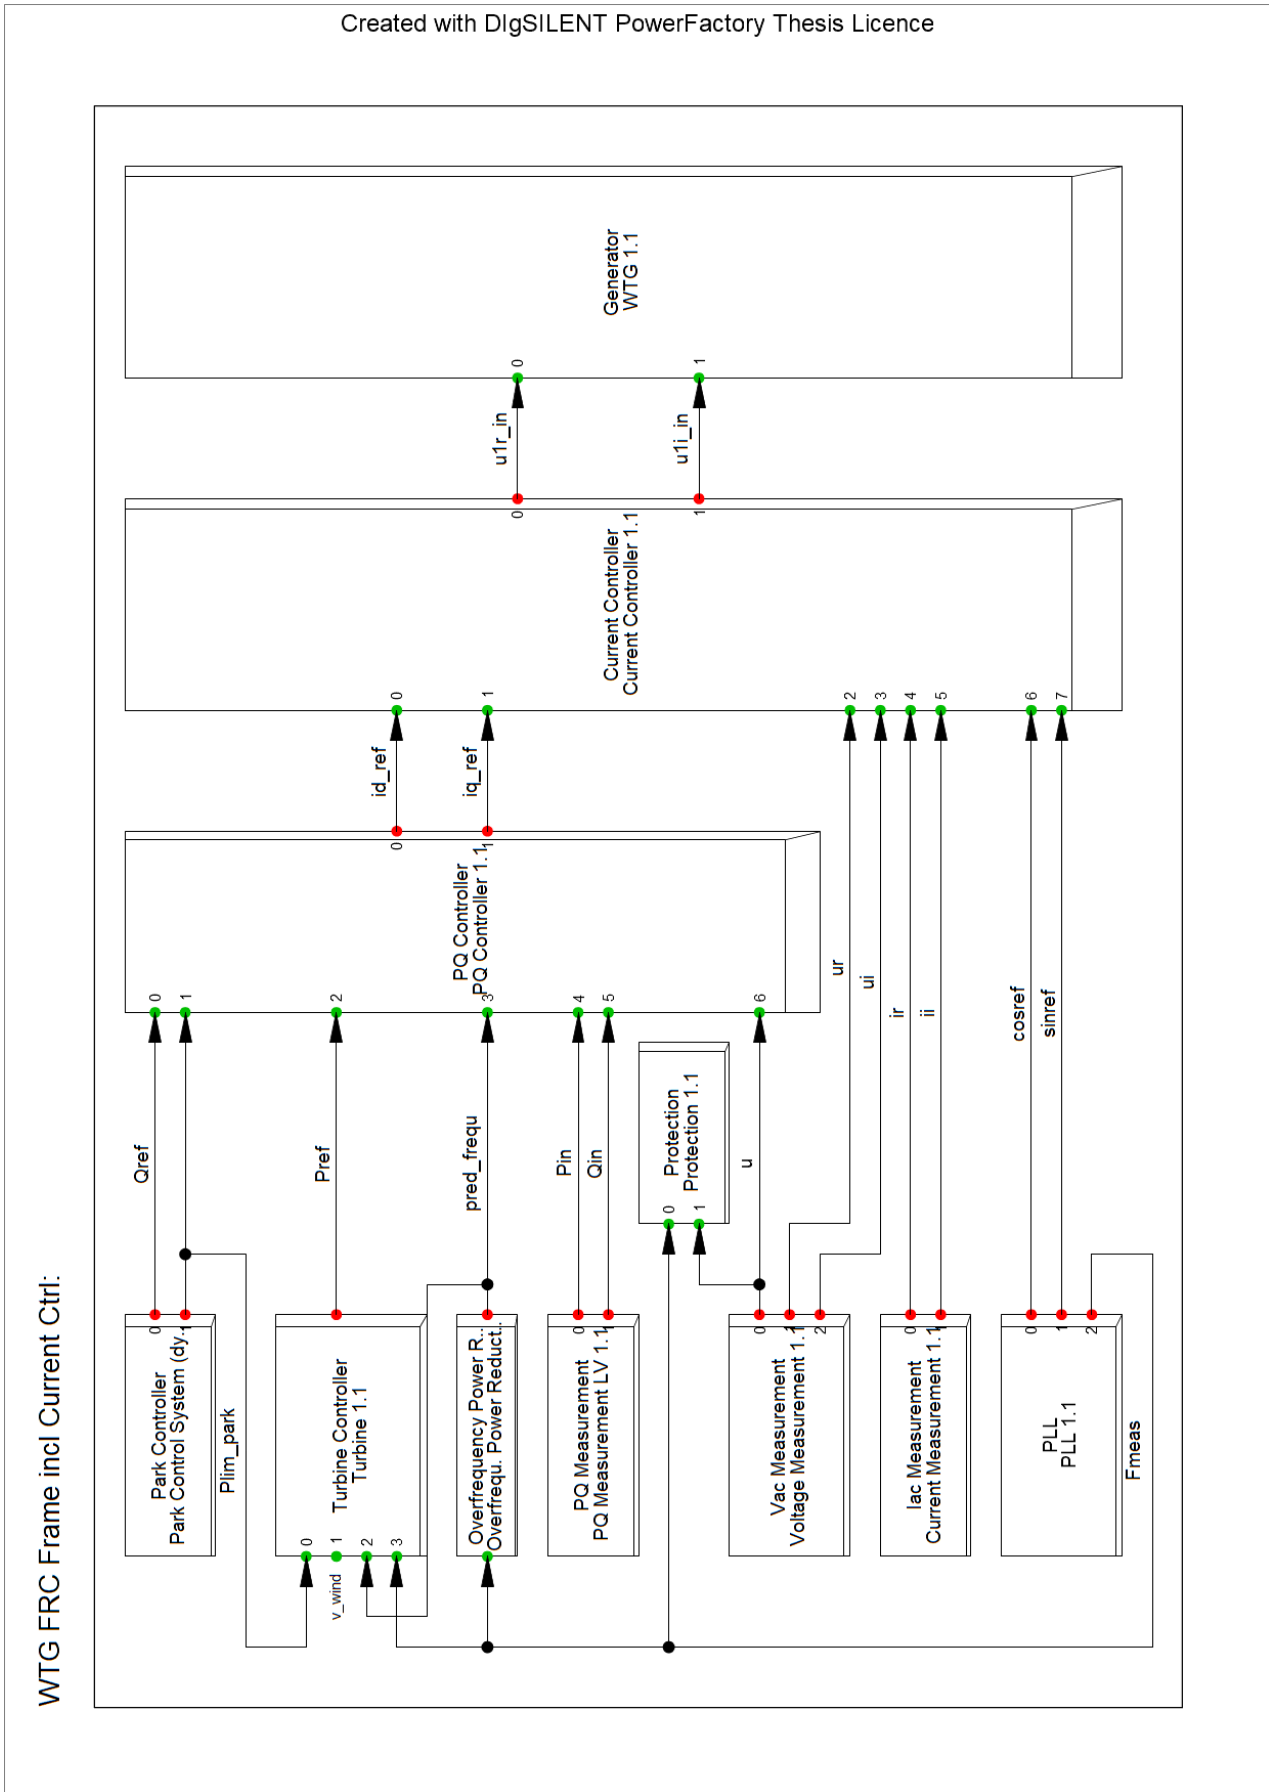 Created with DIgSILENT PowerFactory Thesis Licence
WTG FRC Frame incl Current Ctrl:
Park Controller
Park Control System (dy..
0
1
Plim_park
Qref
Turbine Controller
Turbine 1.1
0
1
2
3
v_wind
Pref
Overfrequency Power R..
Overfrequ. Power Reduct..
pred_frequ
PQ Measurement
PQ Measurement LV 1.1
0
1
Pin
Qin
Protection
Protection 1.1
0
1
Vac Measurement
Voltage Measurement 1.1
0
1
2
u
ur
ui
Iac Measurement
Current Measurement 1.1
0
1
ir
ii
PLL
PLL 1.1
0
1
2
cosref
sinref
Fmeas
PQ Controller
PQ Controller 1.1
0
1
2
3
4
5
6
0
1
id_ref
iq_ref
Current Controller
Current Controller 1.1
0
1
2
3
4
5
6
7
0
1
u1r_in
u1i_in
Generator
WTG 1.1
0
1